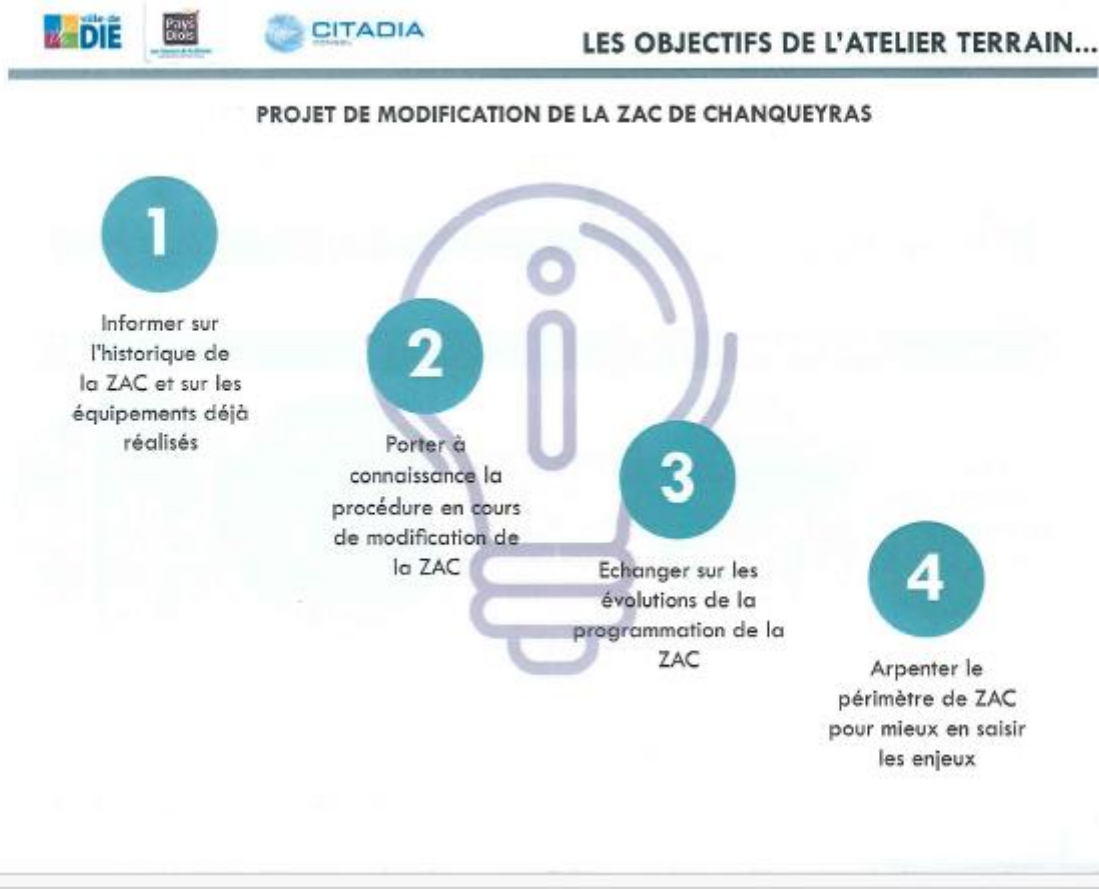 ville de
DIE
Pays
Diois
CITADIA
CONSEIL
LES OBJECTIFS DE L'ATELIER TERRAIN...
PROJET DE MODIFICATION DE LA ZAC DE CHANQUEYRAS
1
Informer sur
l'historique de
la ZAC et sur les
équipements déjà
réalisés
2
Porter à
connaissance la
procédure en cours
de modification de
la ZAC
3
Echanger sur les
évolutions de la
programmation de la
ZAC
4
Arpenter le
périmètre de ZAC
pour mieux en saisir
les enjeux